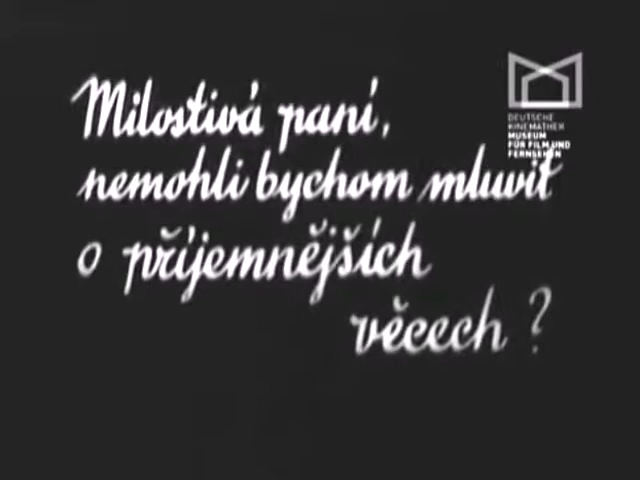 Milostivá paní,
nemohli bychom mluvit
o příjemnějších
věcech?
DEUTSCHE
KINEMATHEK
MUSEUM
FÜR FILM UND
FERNSEHEN